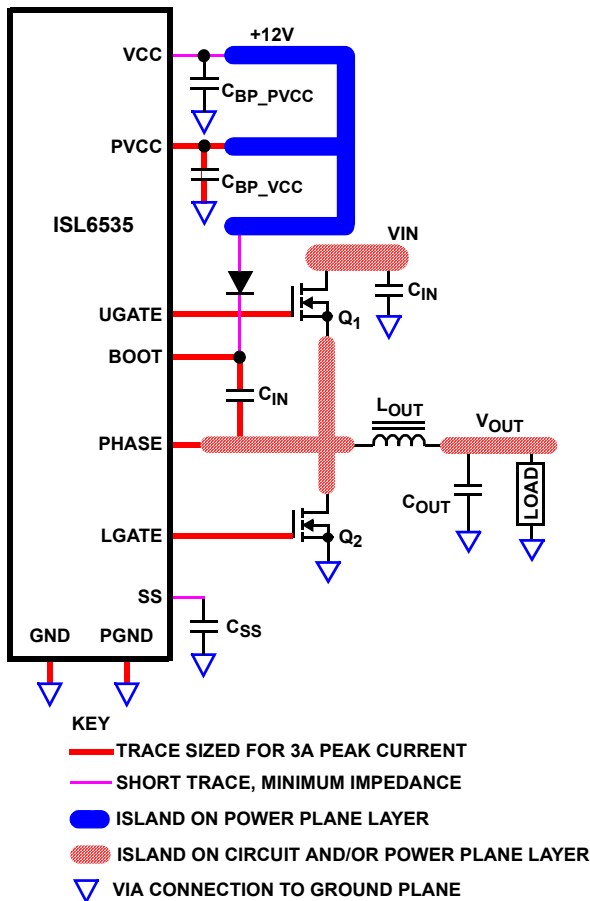 +12V
VCC
CBP_PVCC
PVCC
CBP_VCC
ISL6535
VIN
CIN
UGATE
Q1
BOOT
CIN
LOUT
VOUT
PHASE
COUT
LOAD
LGATE
Q2
SS
CSS
GND PGND
KEY
TRACE SIZED FOR 3A PEAK CURRENT
SHORT TRACE, MINIMUM IMPEDANCE
ISLAND ON POWER PLANE LAYER
ISLAND ON CIRCUIT AND/OR POWER PLANE LAYER
VIA CONNECTION TO GROUND PLANE